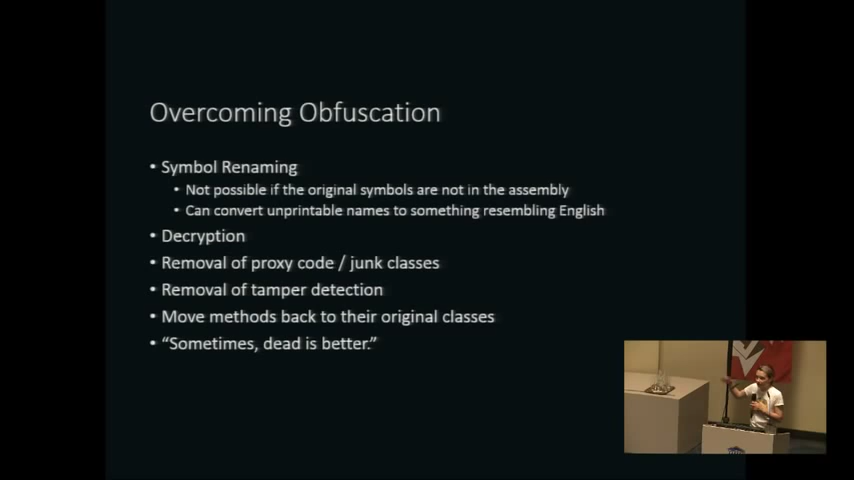 Overcoming Obfuscation
• Symbol Renaming
• Not possible if the original symbols are not in the assembly
• Can convert unprintable names to something resembling English
• Decryption
• Removal of proxy code / junk classes
• Removal of tamper detection
• Move methods back to their original classes
• “Sometimes, dead is better.”